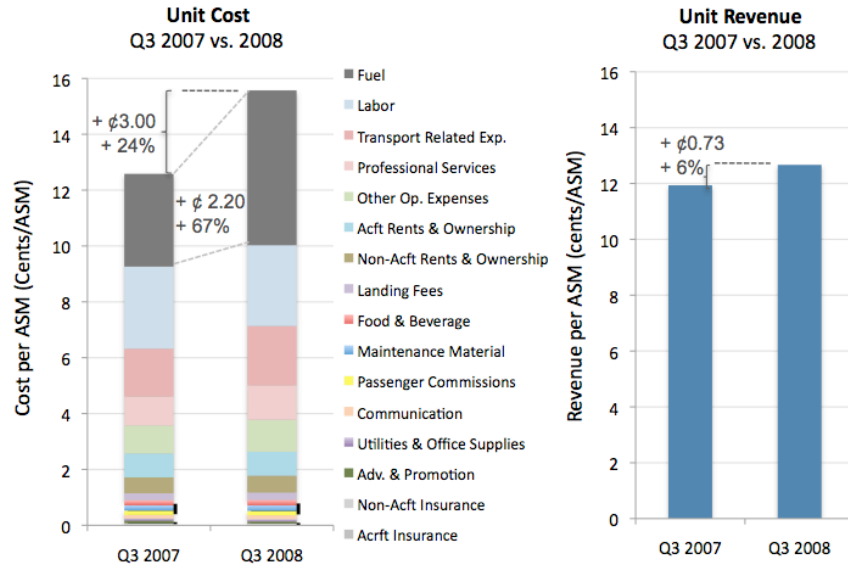 Unit Cost
Q3 2007 vs. 2008
Cost per ASM (Cents/ASM)
16
14
12
10
8
6
4
2
0
+ ¢3.00
+ 24%
+ ¢ 2.20
+ 67%
Q3 2007
Q3 2008
Fuel
Labor
Transport Related Exp.
Professional Services
Other Op. Expenses
Acft Rents & Ownership
Non-Acft Rents & Ownership
Landing Fees
Food & Beverage
Maintenance Material
Passenger Commissions
Communication
Utilities & Office Supplies
Adv. & Promotion
Non-Acft Insurance
Acrft Insurance
Unit Revenue
Q3 2007 vs. 2008
Revenue per ASM (cents/ASM)
16
14
12
10
8
6
4
2
0
+ ¢0.73
+ 6%
Q3 2007
Q3 2008